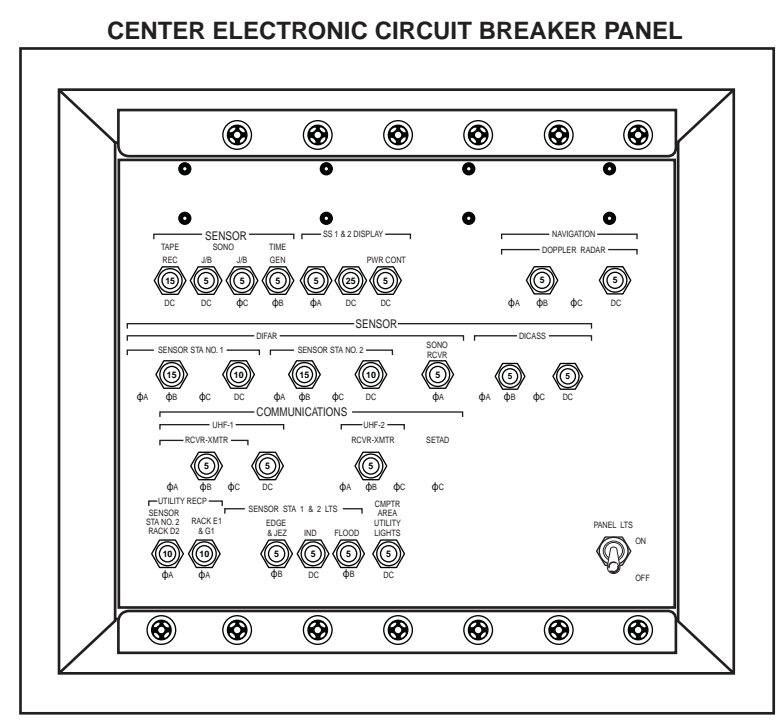 CENTER ELECTRONIC CIRCUIT BREAKER PANEL
SENSOR SS 1 & 2 DISPLAY NAVIGATION
TAPE SONO TIME DOPPLER RADAR
REC J/B J/B GEN PWR CONT
15 5 5 5 5 25 5 5 5
DC DC ϕC ϕB ϕA DC DC ϕA ϕB ϕC DC
SENSOR
DIFAR DICASS
SENSOR STA NO. 1 SENSOR STA NO. 2 SONO
RCVR
15 10 15 10 5 5 5
ϕA ϕB ϕC DC ϕA ϕB ϕC DC ϕA ϕA ϕB ϕC DC
COMMUNICATIONS
UHF-1 UHF-2
RCVR-XMTR RCVR-XMTR SETAD
5 5 5
ϕA ϕB ϕC DC ϕA ϕB ϕC ϕC
UTILITY RECP SENSOR STA 1 & 2 LTS CMPTR
SENSOR AREA
STA NO. 2 RACK E1 EDGE UTILITY PANEL LTS
RACK D2 & G1 & JEZ IND FLOOD LIGHTS ON
10 10 5 5 5 5
ϕA ϕA ϕB DC ϕB DC OFF